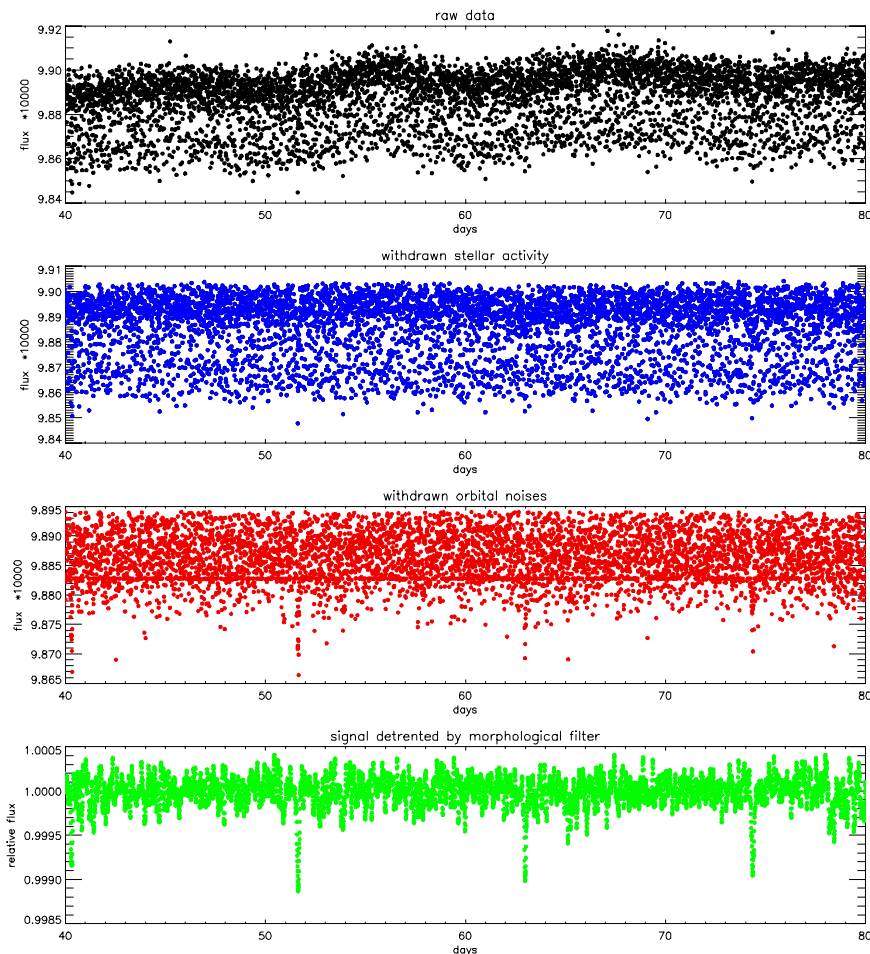 raw data
flux *10000
9.92
9.90
9.88
9.86
9.84
40 50 60 70 80
days
withdrawn stellar activity
flux *10000
9.91
9.90
9.89
9.88
9.87
9.86
9.85
9.84
40 50 60 70 80
days
withdrawn orbital noises
flux *10000
9.895
9.890
9.885
9.880
9.875
9.870
9.865
40 50 60 70 80
days
signal detrented by morphological filter
relative flux
1.0005
1.0000
0.9995
0.9990
0.9985
40 50 60 70 80
days